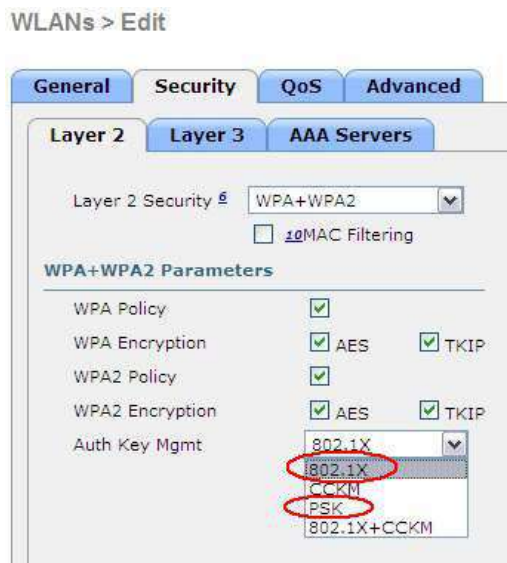 WLANs > Edit
General Security QoS Advanced
Layer 2 Layer 3 AAA Servers
Layer 2 Security 6 WPA+WPA2
10MAC Filtering
WPA+WPA2 Parameters
WPA Policy
WPA Encryption AES TKIP
WPA2 Policy
WPA2 Encryption AES TKIP
Auth Key Mgmt 802.1X
802.1X
CCKM
PSK
802.1X+CCKM